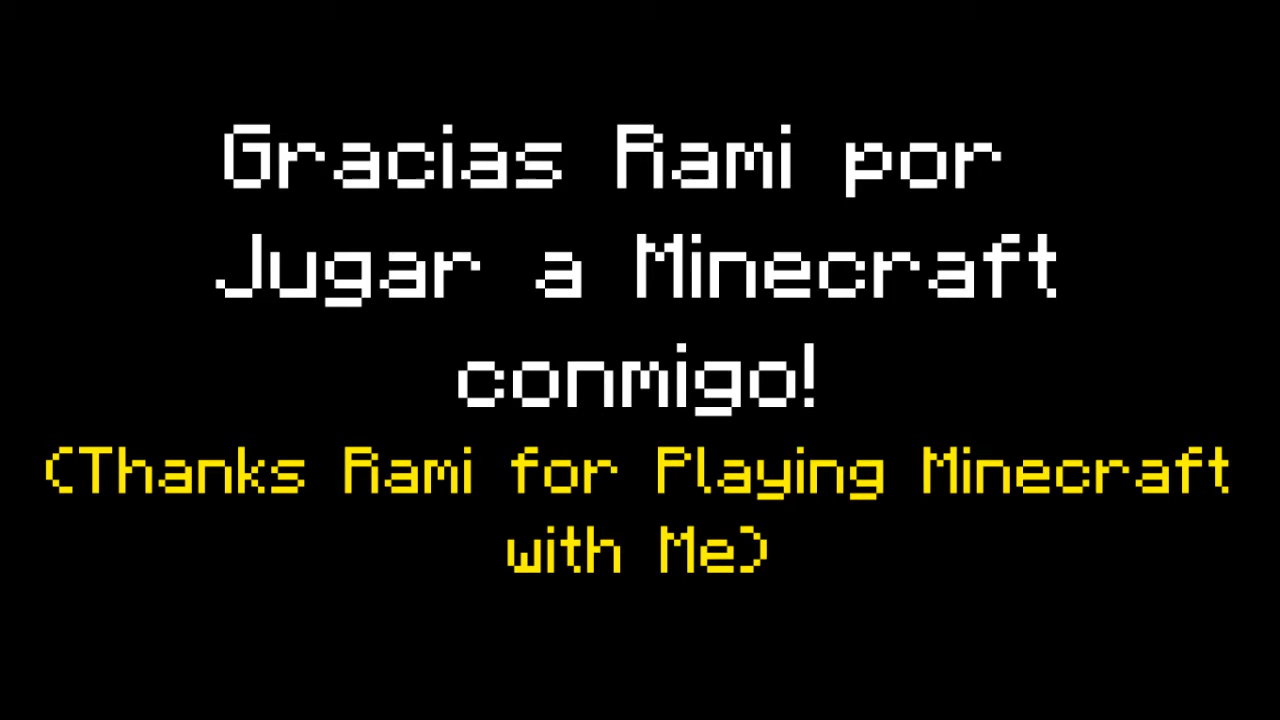 Gracias Rami por
Jugar a Minecraft
conmigo!
(Thanks Rami for Playing Minecraft
with Me)